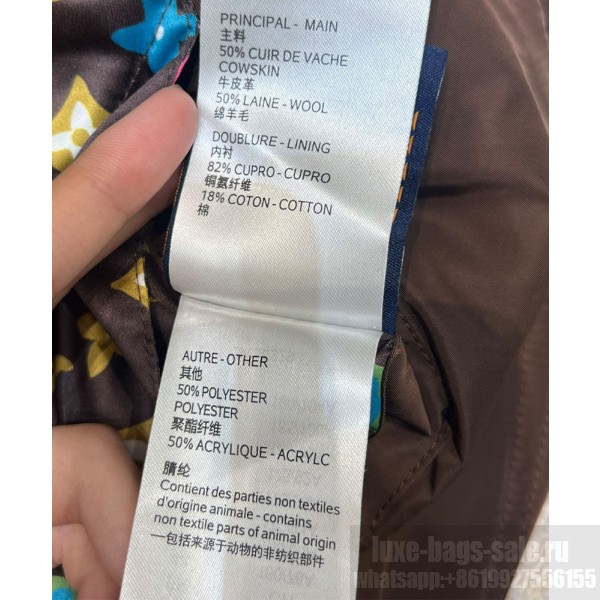 PRINCIPAL - MAIN
主料
50% CUIR DE VACHE
COWSKIN
牛皮革
50% LAINE - WOOL
绵羊毛
DOUBLURE - LINING
内衬
82% CUPRO - CUPRO
铜氨纤维
18% COTON - COTTON
棉
AUTRE - OTHER
其他
50% POLYESTER
POLYESTER
聚酯纤维
50% ACRYLIQUE - ACRYLC
腈纶
Contient des parties non textiles
d'origine animale - contains
non textile parts of animal origin
一包括来源于动物的非纺织部件
luxe-bags-sale.ru
whatsapp:+8619927556155